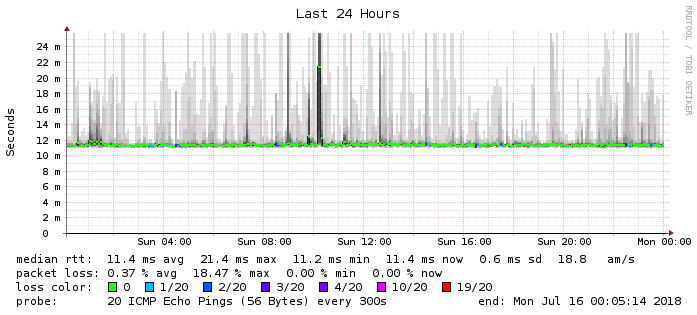 Last 24 Hours
RRDTOOL / TOBI OETIKER
Seconds
24 m
22 m
20 m
18 m
16 m
14 m
12 m
10 m
8 m
6 m
4 m
2 m
0
Sun 04:00 Sun 08:00 Sun 12:00 Sun 16:00 Sun 20:00 Mon 00:00
median rtt: 11.4 ms avg 21.4 ms max 11.2 ms min 11.4 ms now 0.6 ms sd 18.8 am/s
packet loss: 0.37 % avg 18.47 % max 0.00 % min 0.00 % now
loss color: 0 1/20 2/20 3/20 4/20 10/20 19/20
probe: 20 ICMP Echo Pings (56 Bytes) every 300s end: Mon Jul 16 00:05:14 2018